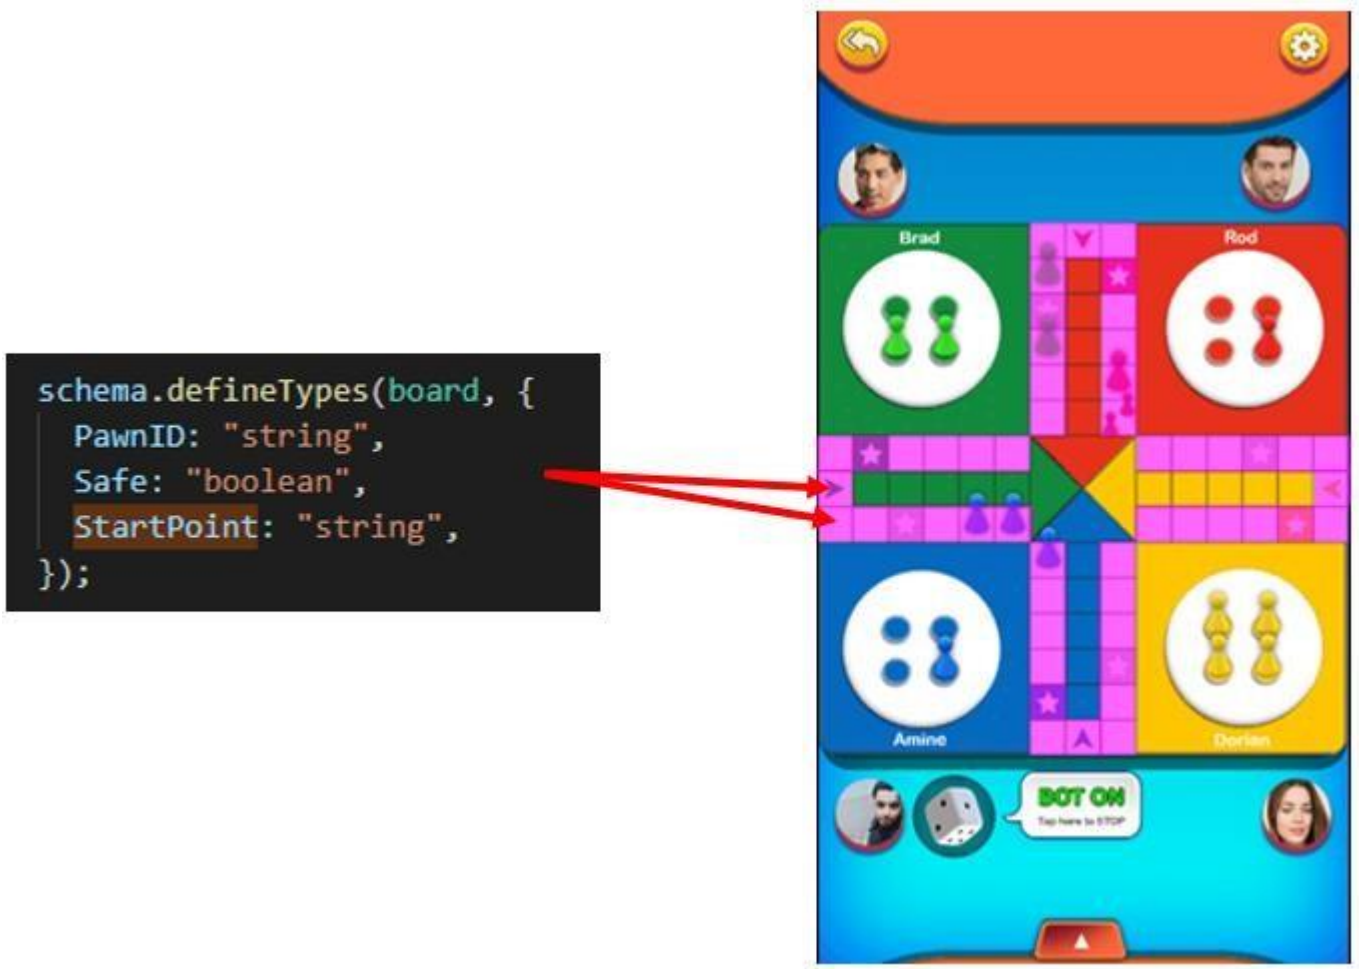 schema.defineTypes(board, {
PawnID: "string",
Safe: "boolean",
StartPoint: "string",
});
Brad
Rod
Amine
Dorian
BOT ON
Tap here to STOP